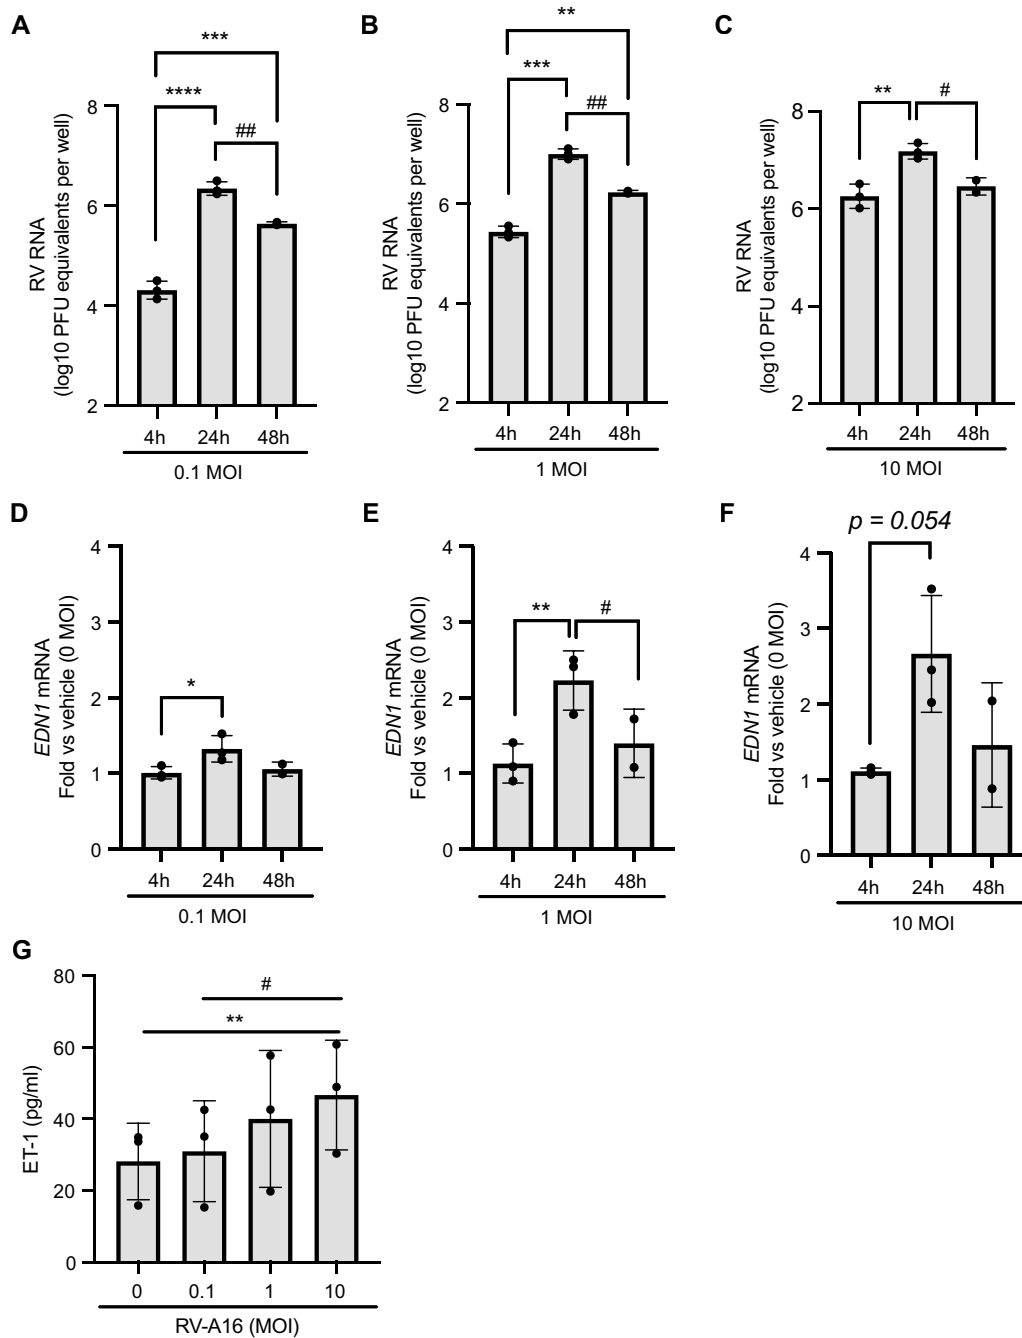 A
***
****
##
8
6
4
2
RV RNA
(log10 PFU equivalents per well)
4h 24h 48h
0.1 MOI
B
**
***
##
8
6
4
2
RV RNA
(log10 PFU equivalents per well)
4h 24h 48h
1 MOI
C
** #
8
6
4
2
RV RNA
(log10 PFU equivalents per well)
4h 24h 48h
10 MOI
D
*
4
3
2
1
0
EDN1 mRNA
Fold vs vehicle (0 MOI)
4h 24h 48h
0.1 MOI
E
** #
4
3
2
1
0
EDN1 mRNA
Fold vs vehicle (0 MOI)
4h 24h 48h
1 MOI
F
p = 0.054
4
3
2
1
0
EDN1 mRNA
Fold vs vehicle (0 MOI)
4h 24h 48h
10 MOI
G
#
**
80
60
40
20
0
ET-1 (pg/ml)
0 0.1 1 10
RV-A16 (MOI)